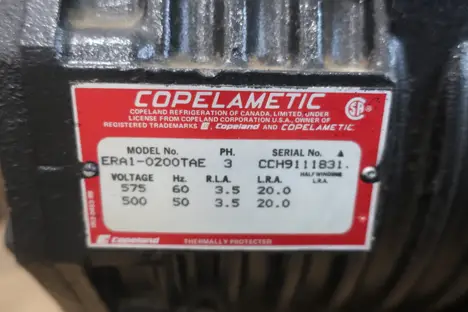 COPELAMETIC
COPELAND REFRIGERATION OF CANADA, LIMITED, UNDER
LICENSE FROM COPELAND CORPORATION U.S.A., OWNER OF
REGISTERED TRADEMARKS Copeland AND COPELAMETIC.
MODEL No. PH. SERIAL No.
ERA1-0200TAE 3 CCH9111831.
VOLTAGE Hz. R.L.A. L.R.A. HALF WINDING L.R.A.
575 60 3.5 20.0
500 50 3.5 20.0
Copeland THERMALLY PROTECTED